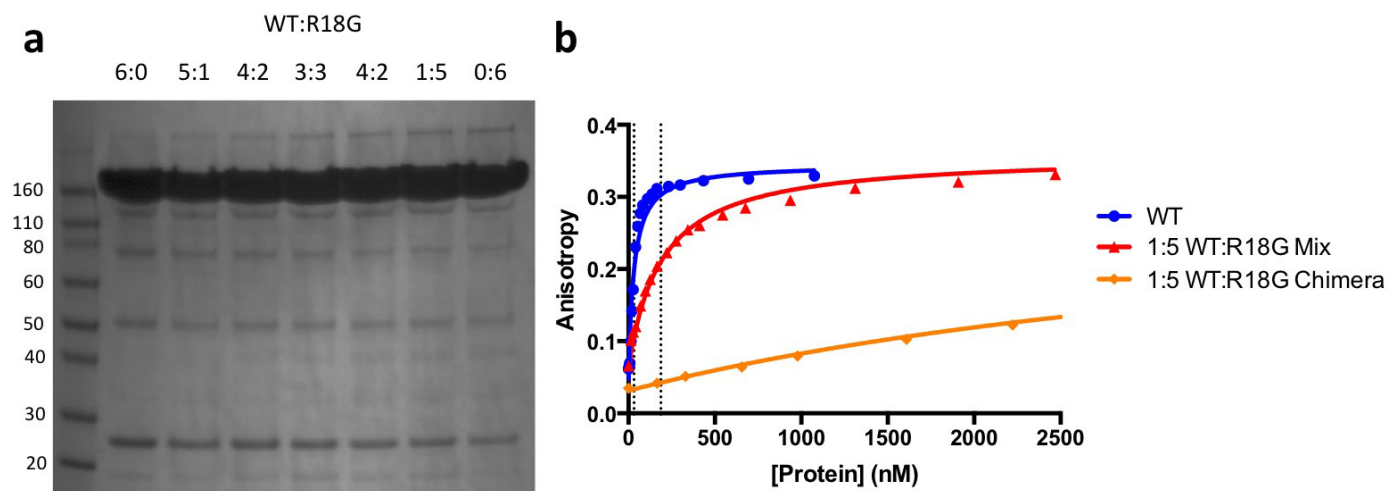 a
WT:R18G
6:0 5:1 4:2 3:3 4:2 1:5 0:6
160
110
80
60
50
40
30
20
b
0.4
0.3
0.2
0.1
0.0
Anisotropy
0 500 1000 1500 2000 2500
[Protein] (nM)
WT
1:5 WT:R18G Mix
1:5 WT:R18G Chimera